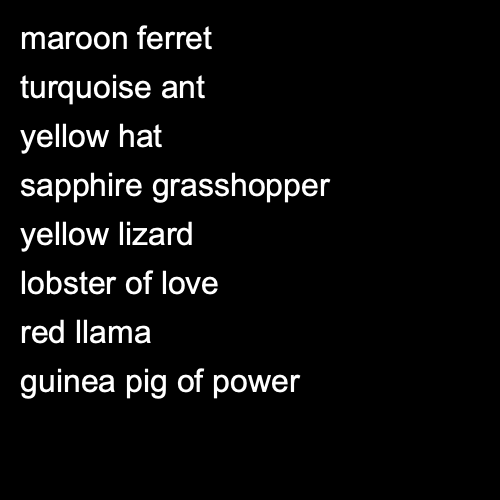 maroon ferret
turquoise ant
yellow hat
sapphire grasshopper
yellow lizard
lobster of love
red llama
guinea pig of power